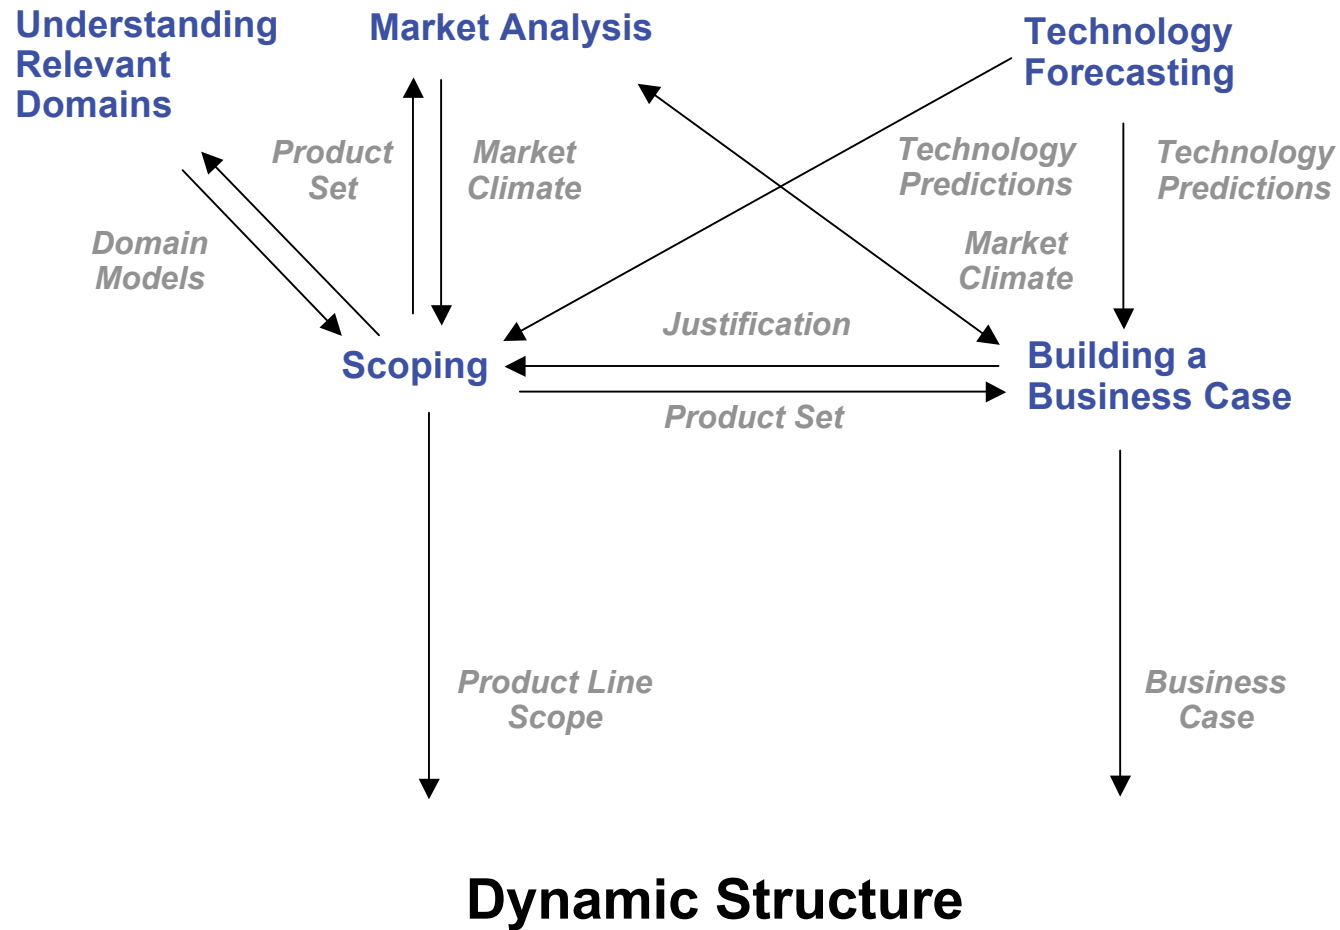 Understanding
Relevant
Domains
Market Analysis
Technology
Forecasting
Product
Set
Market
Climate
Technology
Predictions
Technology
Predictions
Domain
Models
Market
Climate
Justification
Scoping
Building a
Business Case
Product Set
Product Line
Scope
Business
Case
Dynamic Structure